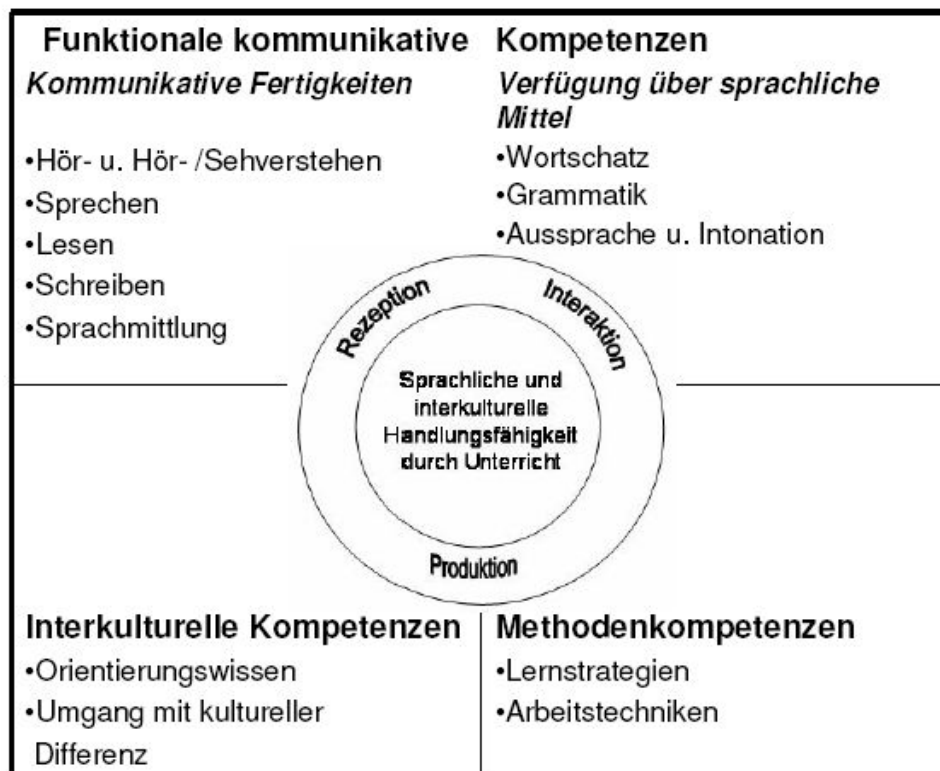 Funktionale kommunikative Kompetenzen
Kommunikative Fertigkeiten
•Hör- u. Hör- /Sehverstehen
•Sprechen
•Lesen
•Schreiben
•Sprachmittlung
Verfügung über sprachliche
Mittel
•Wortschatz
•Grammatik
•Aussprache u. Intonation
Rezeption
Interaktion
Sprachliche und
interkulturelle
Handlungsfähigkeit
durch Unterricht
Produktion
Interkulturelle Kompetenzen
•Orientierungswissen
•Umgang mit kultureller
Differenz
Methodenkompetenzen
•Lernstrategien
•Arbeitstechniken